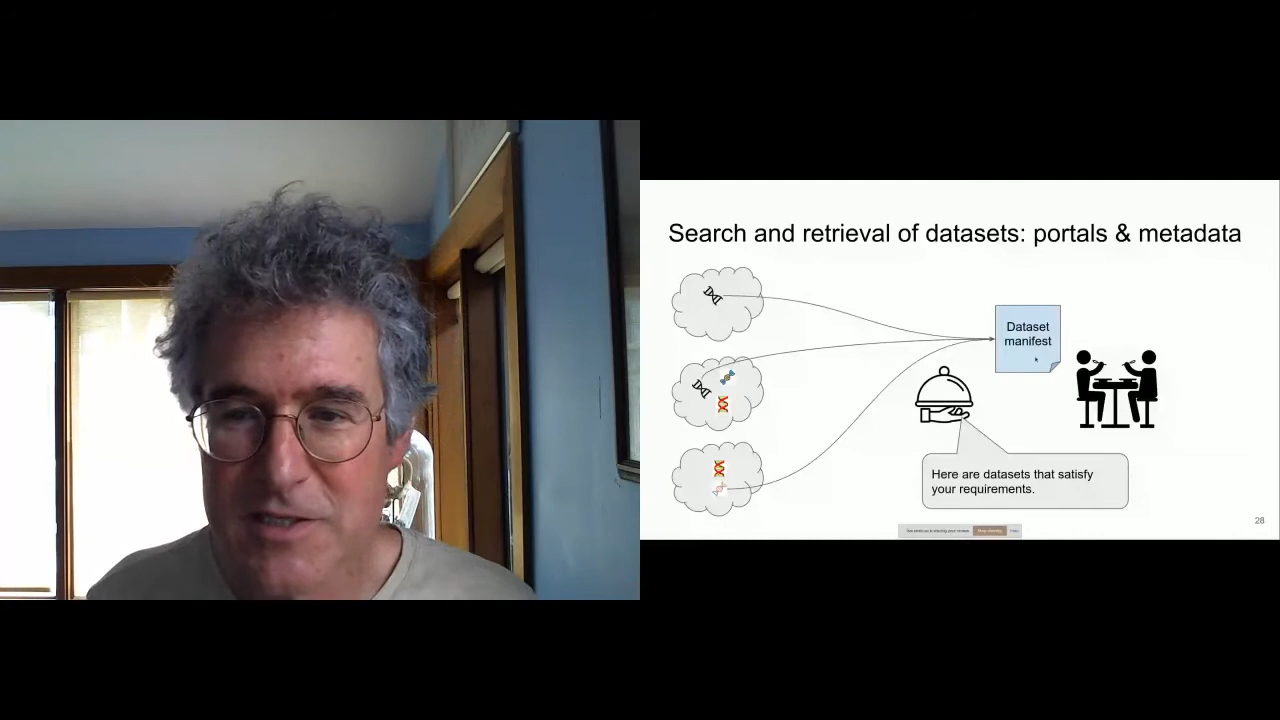 Search and retrieval of datasets: portals & metadata
Dataset
manifest
Here are datasets that satisfy
your requirements.
28